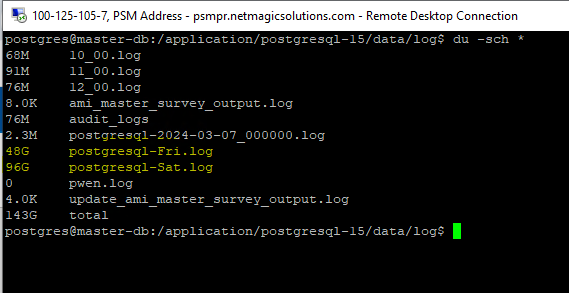 100-125-105-7, PSM Address - psmpr.netmagicsolutions.com - Remote Desktop Connection
postgres@master-db:/application/postgresql-15/data/log$ du -sch *
68M     10_00.log
91M     11_00.log
76M     12_00.log
8.0K    ami_master_survey_output.log
76M     audit_logs
2.3M    postgresql-2024-03-07_000000.log
48G     postgresql-Fri.log
96G     postgresql-Sat.log
0       pwen.log
4.0K    update_ami_master_survey_output.log
143G    total
postgres@master-db:/application/postgresql-15/data/log$